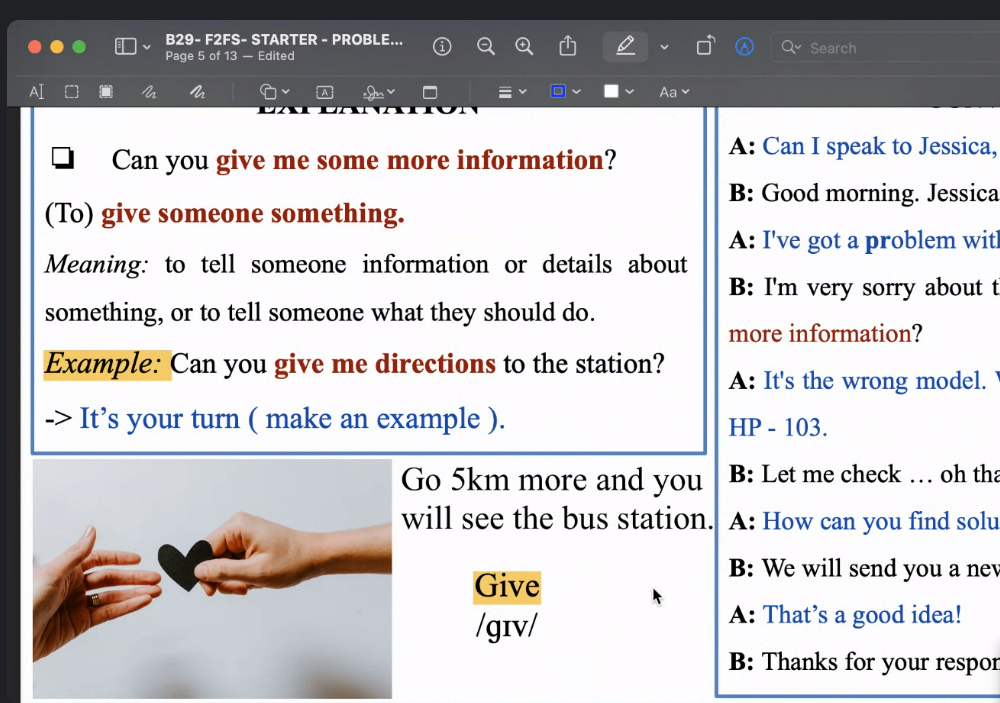 B29- F2FS- STARTER - PROBLE...
Page 5 of 13 — Edited
Search
Aa
EXPLANATION
❑ Can you give me some more information?
(To) give someone something.
Meaning: to tell someone information or details about
something, or to tell someone what they should do.
Example: Can you give me directions to the station?
-> It's your turn ( make an example ).
Go 5km more and you
will see the bus station.
Give
/ɡɪv/
A: Can I speak to Jessica,
B: Good morning. Jessica
A: I've got a problem with
B: I'm very sorry about
more information?
A: It's the wrong model.
HP - 103.
B: Let me check … oh
A: How can you find
B: We will send you a
A: That's a good idea!
B: Thanks for your